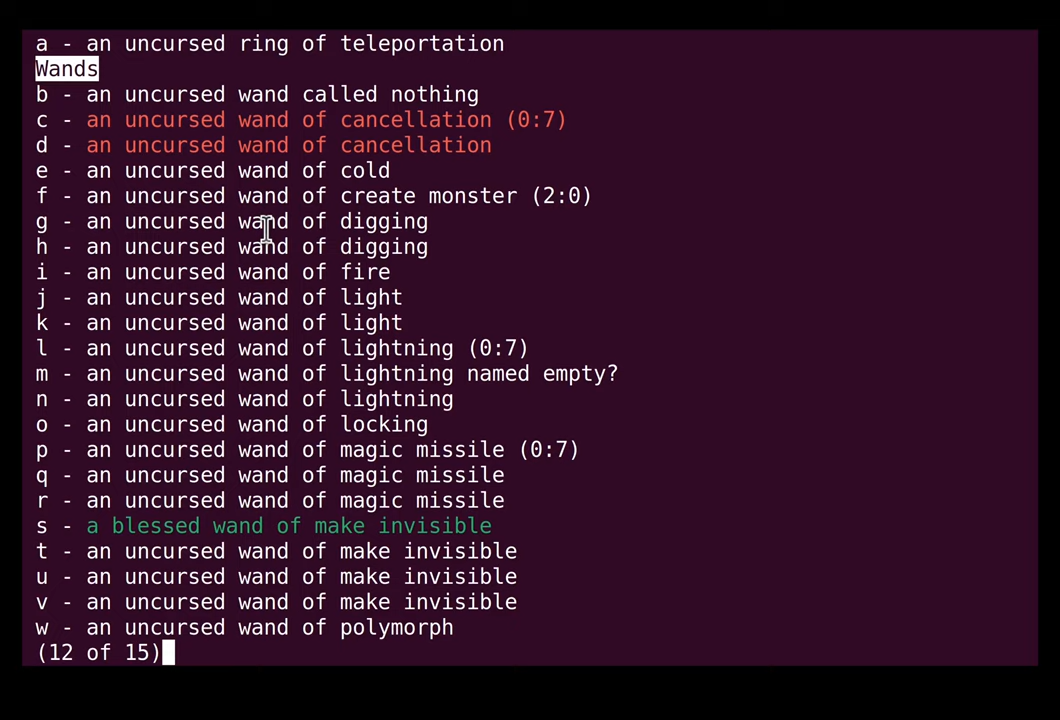 a - an uncursed ring of teleportation
Wands
b - an uncursed wand called nothing
c - an uncursed wand of cancellation (0:7)
d - an uncursed wand of cancellation
e - an uncursed wand of cold
f - an uncursed wand of create monster (2:0)
g - an uncursed wand of digging
h - an uncursed wand of digging
i - an uncursed wand of fire
j - an uncursed wand of light
k - an uncursed wand of light
l - an uncursed wand of lightning (0:7)
m - an uncursed wand of lightning named empty?
n - an uncursed wand of lightning
o - an uncursed wand of locking
p - an uncursed wand of magic missile (0:7)
q - an uncursed wand of magic missile
r - an uncursed wand of magic missile
s - a blessed wand of make invisible
t - an uncursed wand of make invisible
u - an uncursed wand of make invisible
v - an uncursed wand of make invisible
w - an uncursed wand of polymorph
(12 of 15)